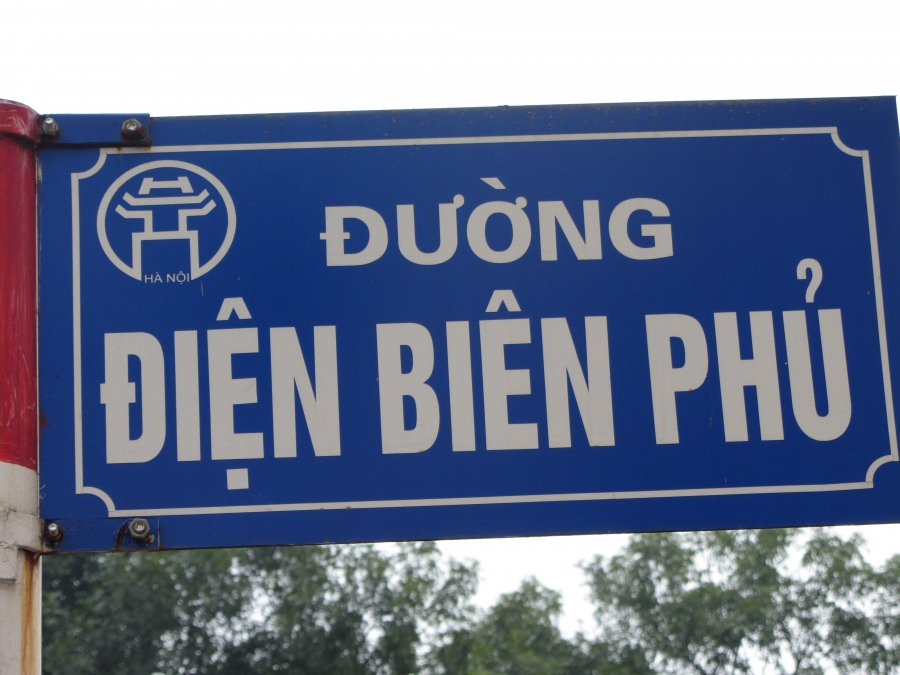 HÀ NỘI
ĐƯỜNG
ĐIỆN BIÊN PHỦ